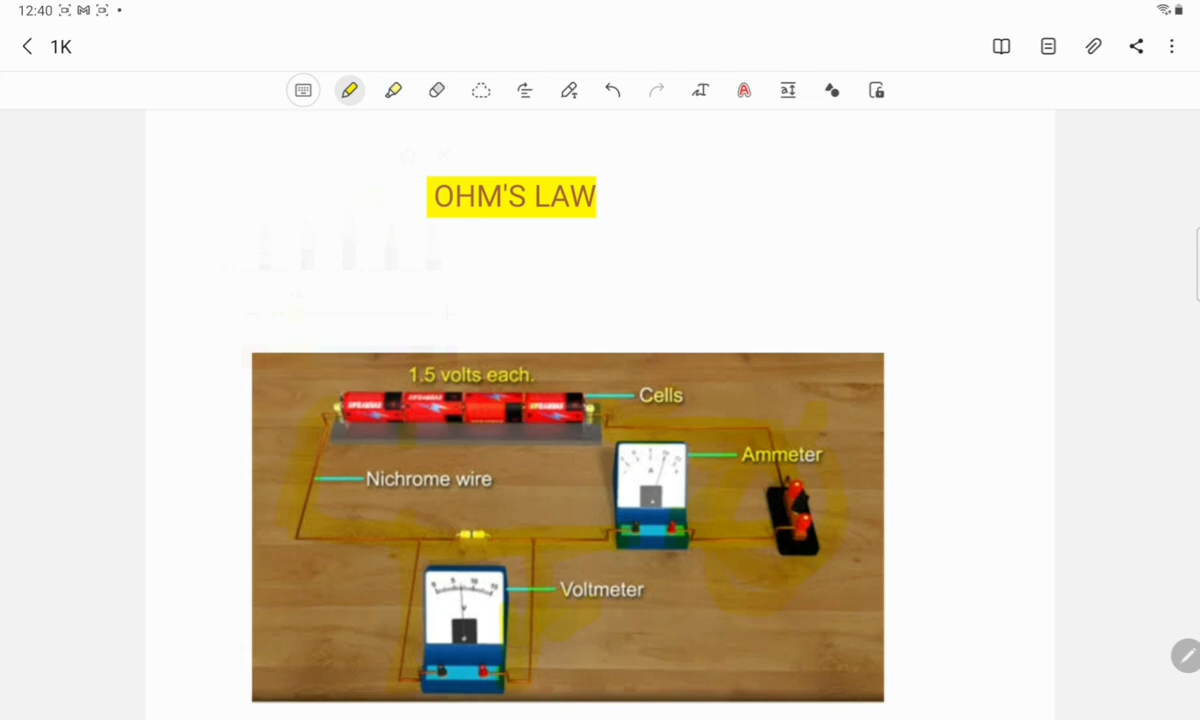 12:40
1K
OHM'S LAW
1.5 volts each.
Cells
Ammeter
Nichrome wire
Voltmeter